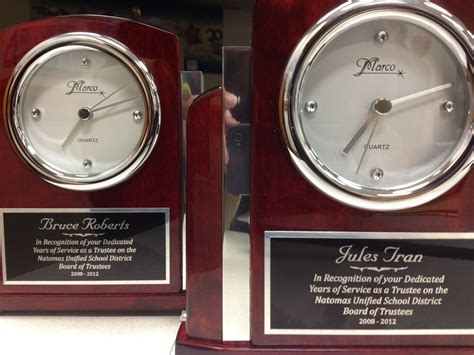 Marco
QUARTZ
Bruce Roberts
In Recognition of your Dedicated
Years of Service as a Trustee on the
Natomas Unified School District
Board of Trustees
2008 - 2012
Marco
QUARTZ
Jules Tran
In Recognition of your Dedicated
Years of Service as a Trustee on the
Natomas Unified School District
Board of Trustees
2008 - 2012